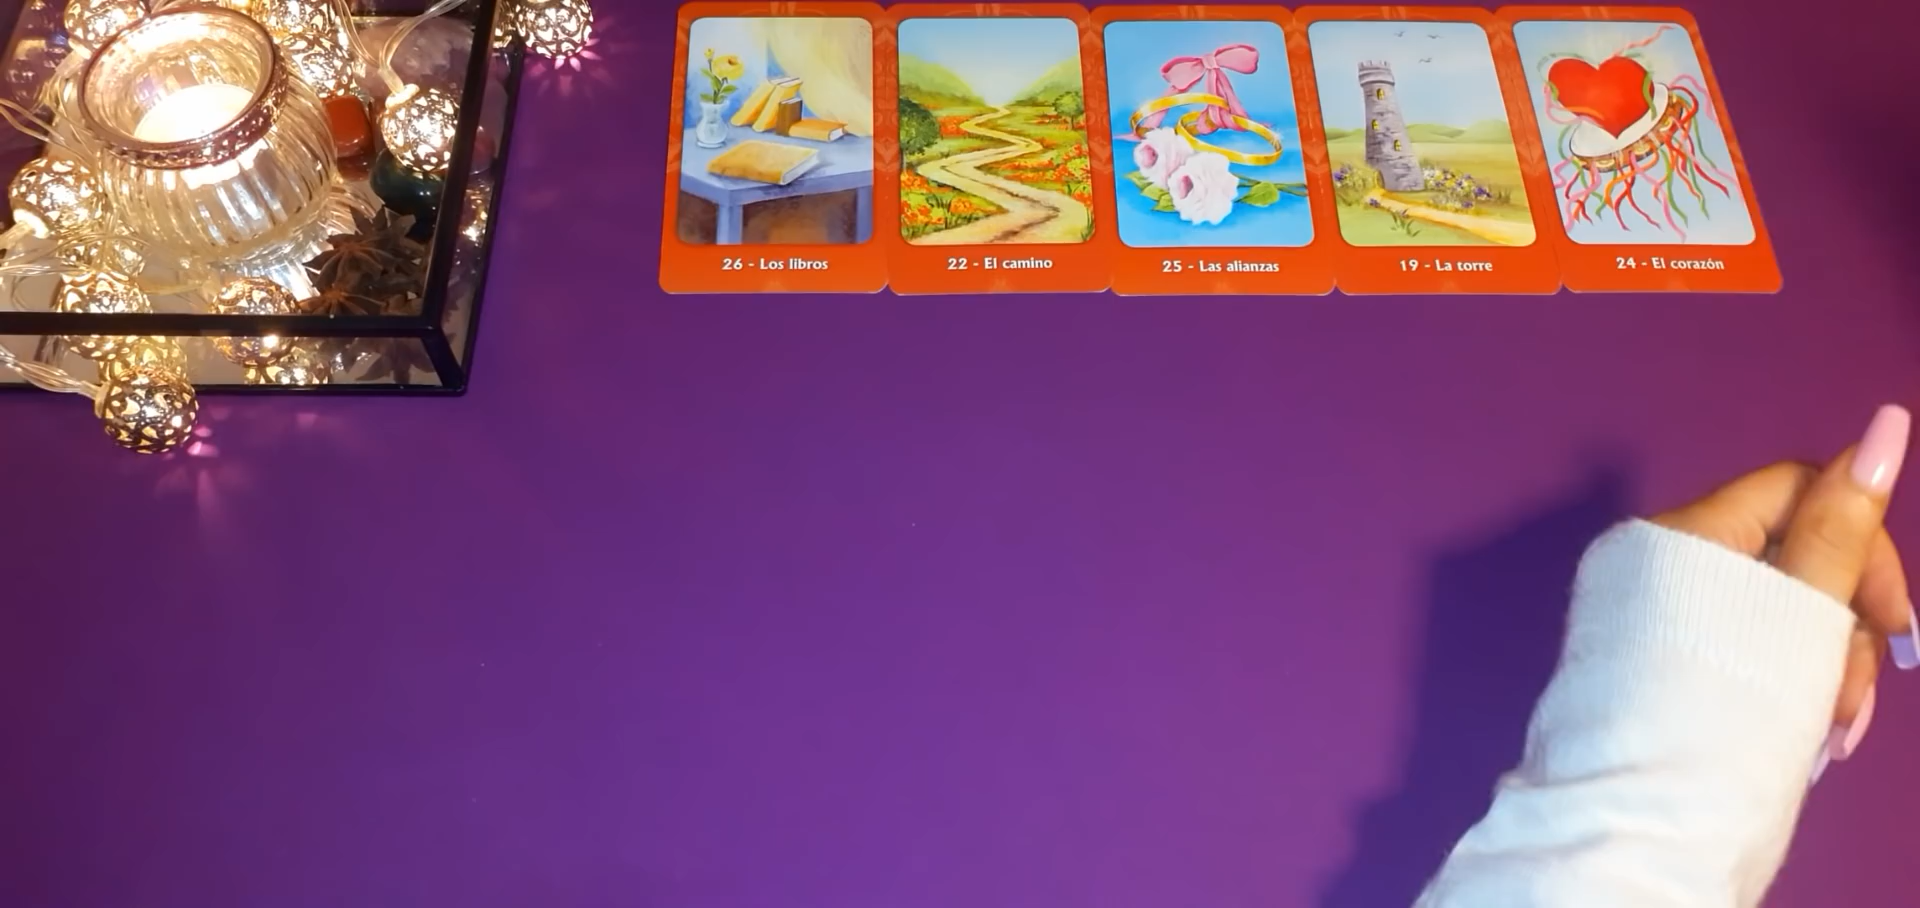 26 - Los libros
22 - El camino
25 - Las alianzas
19 - La torre
24 - El corazón